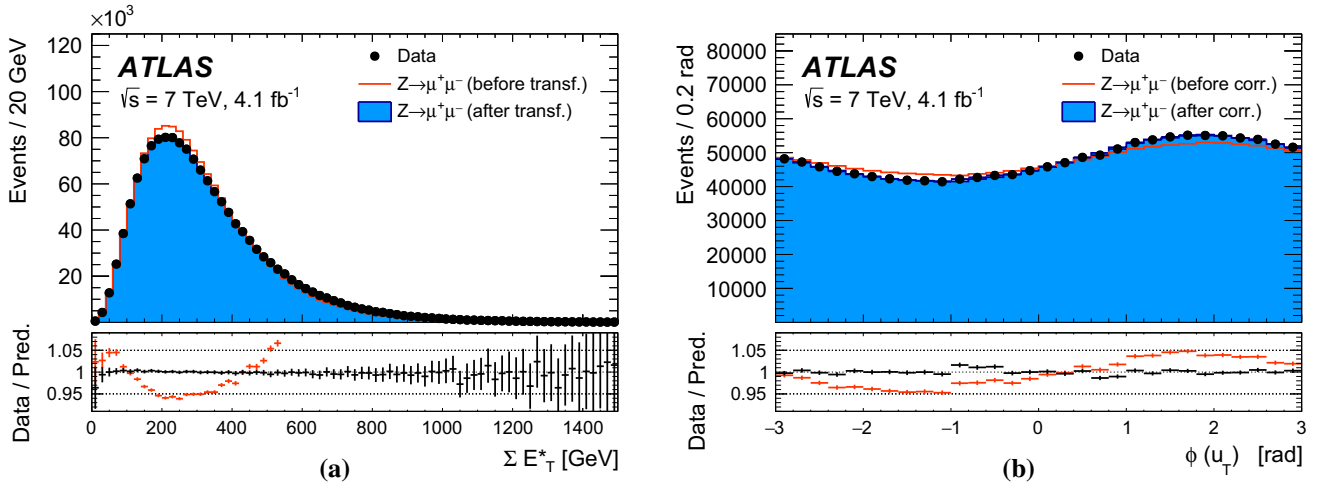 ×10³
Events / 20 GeV
120
100
80
60
40
20
ATLAS
√s = 7 TeV, 4.1 fb⁻¹
Data
Z→μ⁺μ⁻ (before transf.)
Z→μ⁺μ⁻ (after transf.)
Data / Pred.
1.05
1
0.95
0 200 400 600 800 1000 1200 1400
Σ E*_T [GeV]
(a)
Events / 0.2 rad
80000
70000
60000
50000
40000
30000
20000
10000
ATLAS
√s = 7 TeV, 4.1 fb⁻¹
Data
Z→μ⁺μ⁻ (before corr.)
Z→μ⁺μ⁻ (after corr.)
Data / Pred.
1.05
1
0.95
−3 −2 −1 0 1 2 3
ϕ (u_T) [rad]
(b)